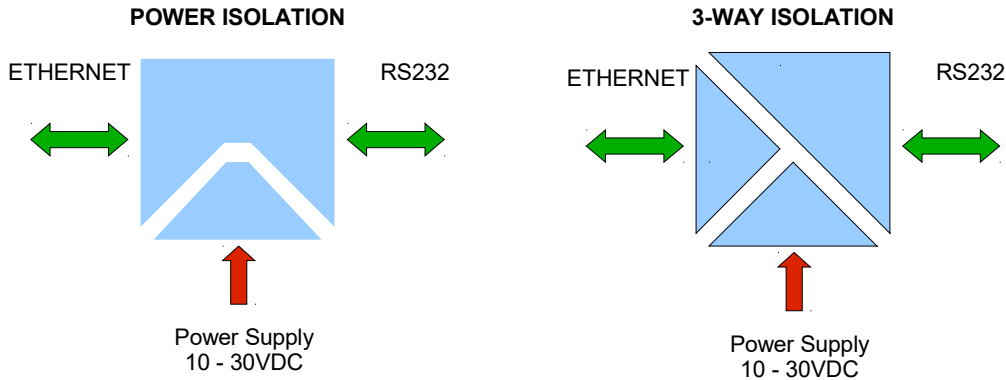 POWER ISOLATION
ETHERNET
RS232
Power Supply
10 - 30VDC
3-WAY ISOLATION
ETHERNET
RS232
Power Supply
10 - 30VDC